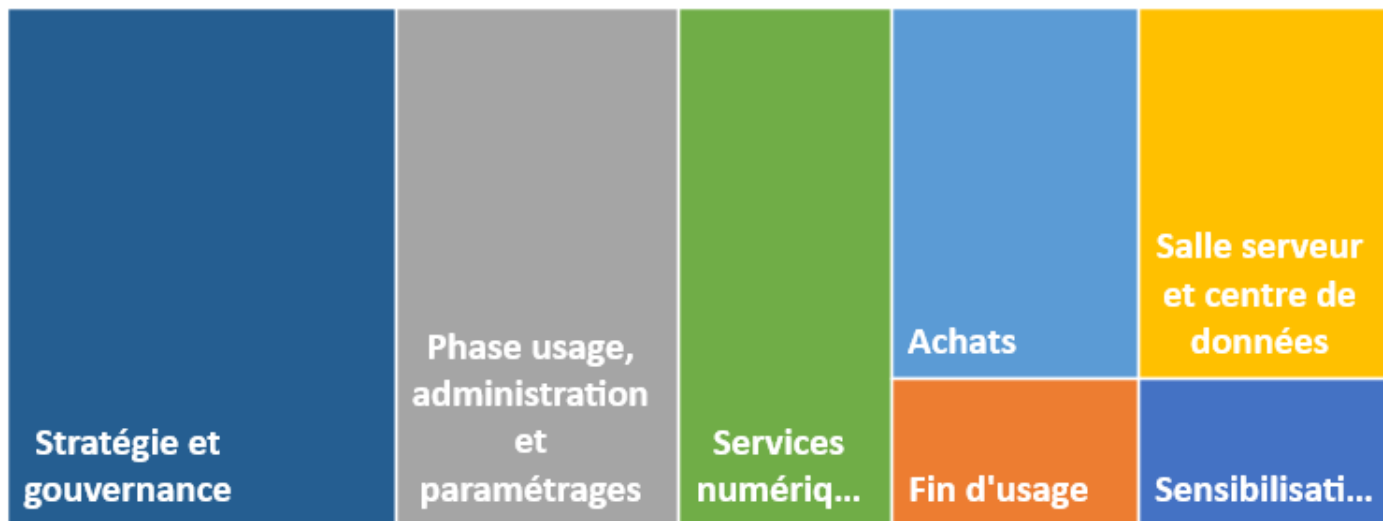 Stratégie et
gouvernance
Phase usage,
administration
et
paramétrages
Services
numériq...
Achats
Salle serveur
et centre de
données
Fin d'usage
Sensibilisati...